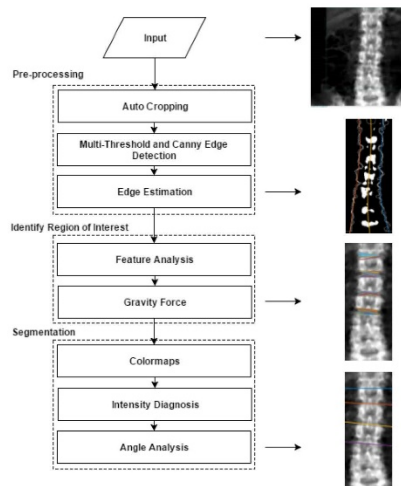 Input
Pre-processing
Auto Cropping
Multi-Threshold and Canny Edge
Detection
Edge Estimation
Identify Region of Interest
Feature Analysis
Gravity Force
Segmentation
Colormaps
Intensity Diagnosis
Angle Analysis